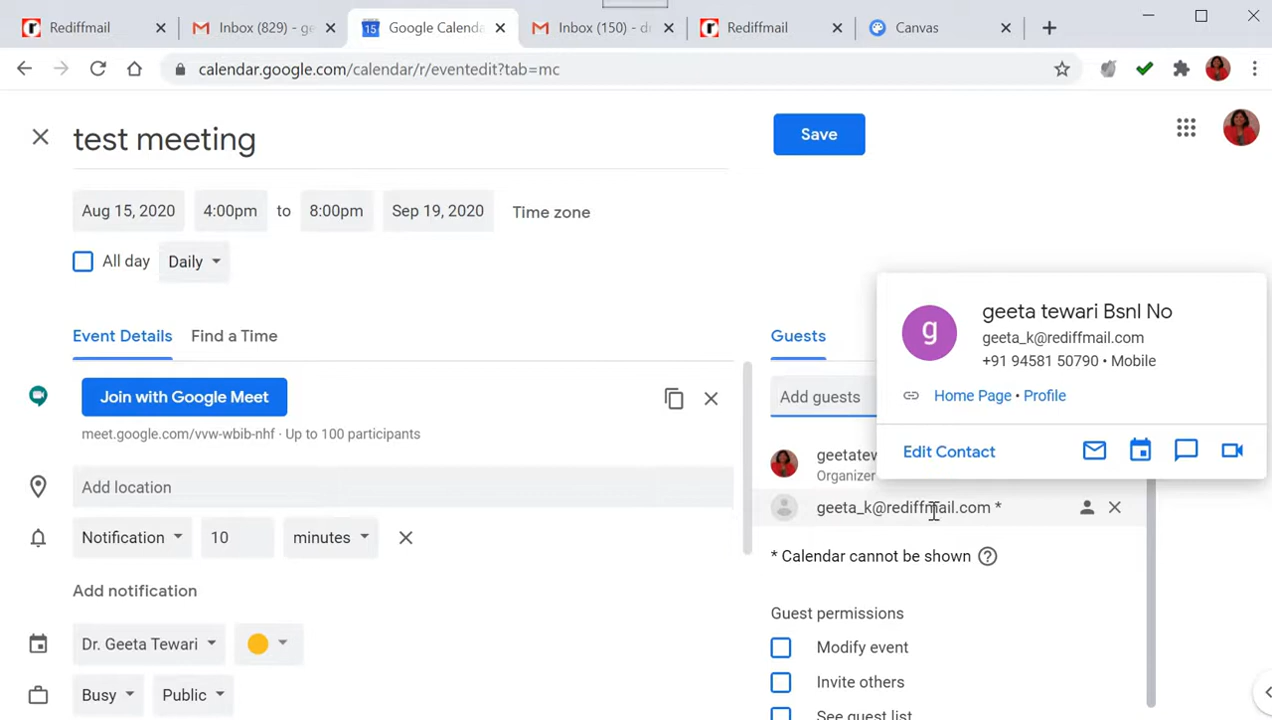 Rediffmail
Inbox (829) - ge
Google Calenda
Inbox (150) - d
Rediffmail
Canvas
15
calendar.google.com/calendar/r/eventedit?tab=mc
test meeting
Save
Aug 15, 2020 4:00pm to 8:00pm Sep 19, 2020 Time zone
All day Daily
Event Details Find a Time
Join with Google Meet
meet.google.com/vvw-wbib-nhf · Up to 100 participants
Add location
Notification 10 minutes
Add notification
Dr. Geeta Tewari
Busy Public
Guests
Add guests
geetatew
Organizer
geeta_k@rediffmail.com *
* Calendar cannot be shown
Guest permissions
Modify event
Invite others
See guest list
g
geeta tewari Bsnl No
geeta_k@rediffmail.com
+91 94581 50790 • Mobile
Home Page • Profile
Edit Contact